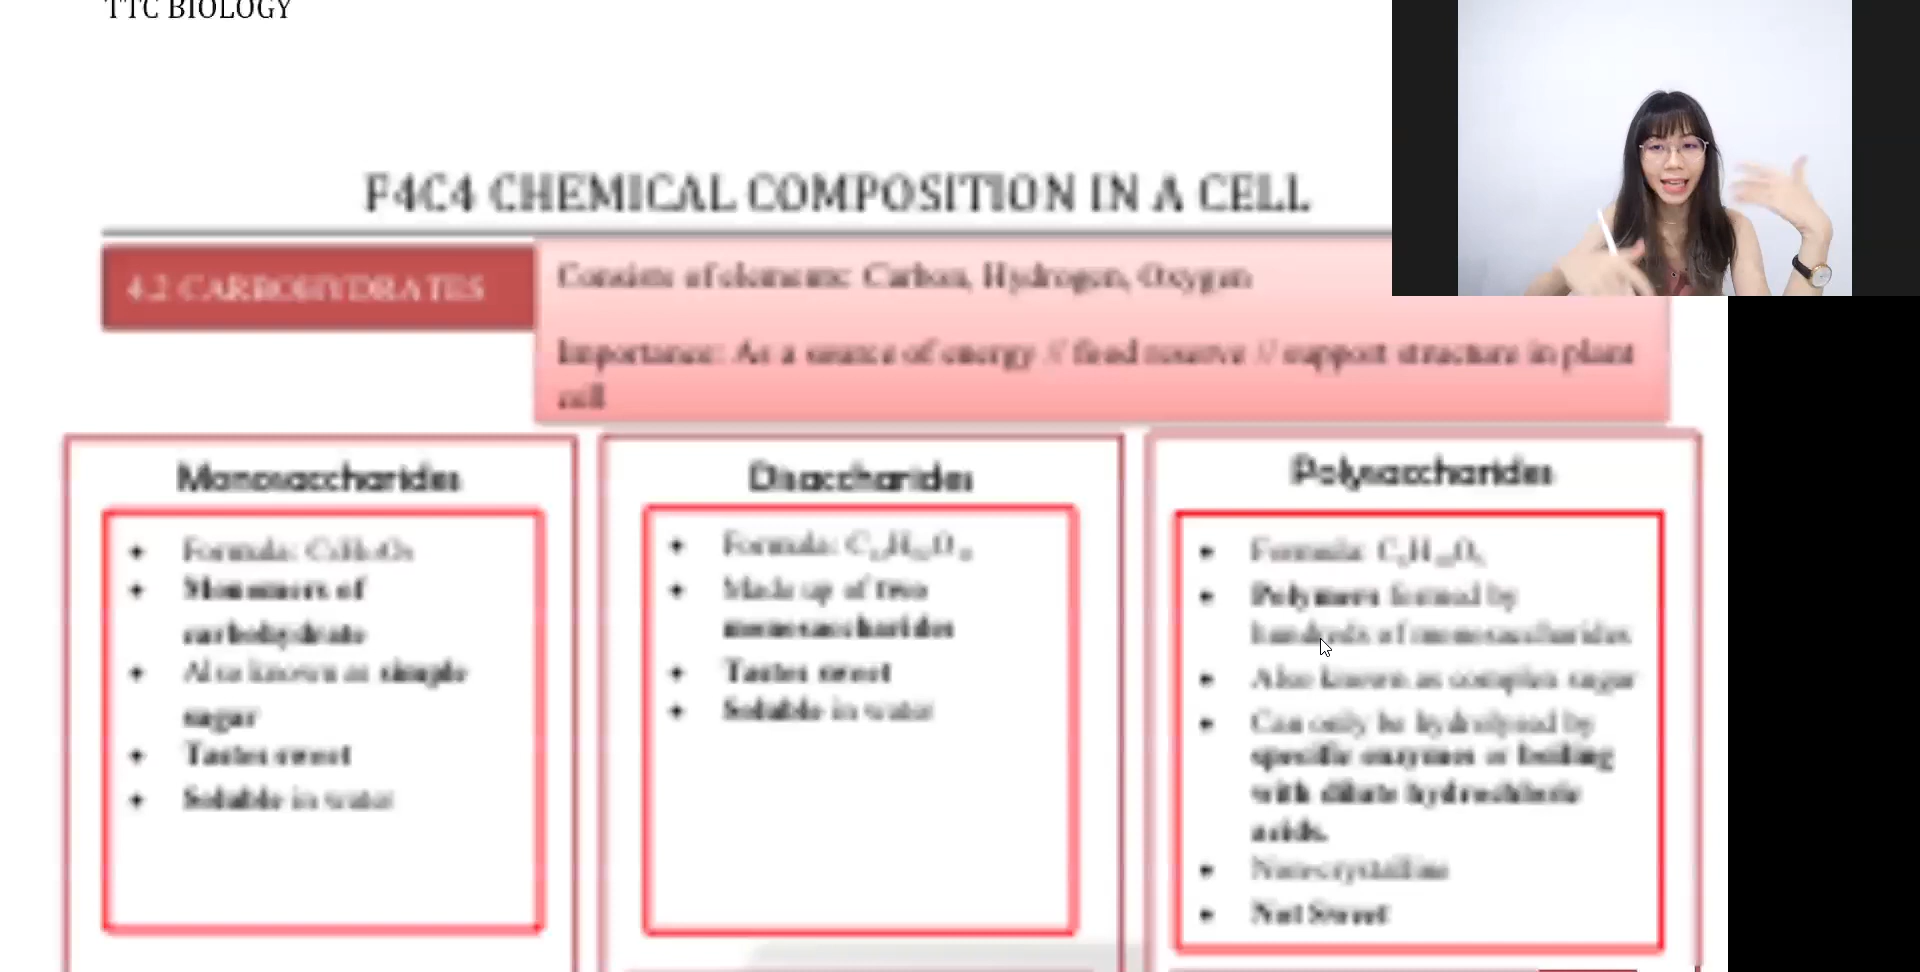 TTC BIOLOGY
F4C4 CHEMICAL COMPOSITION IN A CELL
4.2 CARBOHYDRATES
Consists of elements: Carbon, Hydrogen, Oxygen
Importance: As a source of energy // food reserve // support structure in plant
cell
Monosaccharides
Formula:
Monomers of
carbohydrate
Also known as simple
sugar
Tastes sweet
Soluble in water
Disaccharides
Formula:
Made up of two
monosaccharides
Tastes sweet
Soluble in water
Polysaccharides
Formula:
Polymers formed by
hundreds of monosaccharides
Also known as complex sugar
Can only be hydrolysed by
specific enzymes or boiling
with dilute hydrochloric
acids.
Non-crystalline
Not Sweet